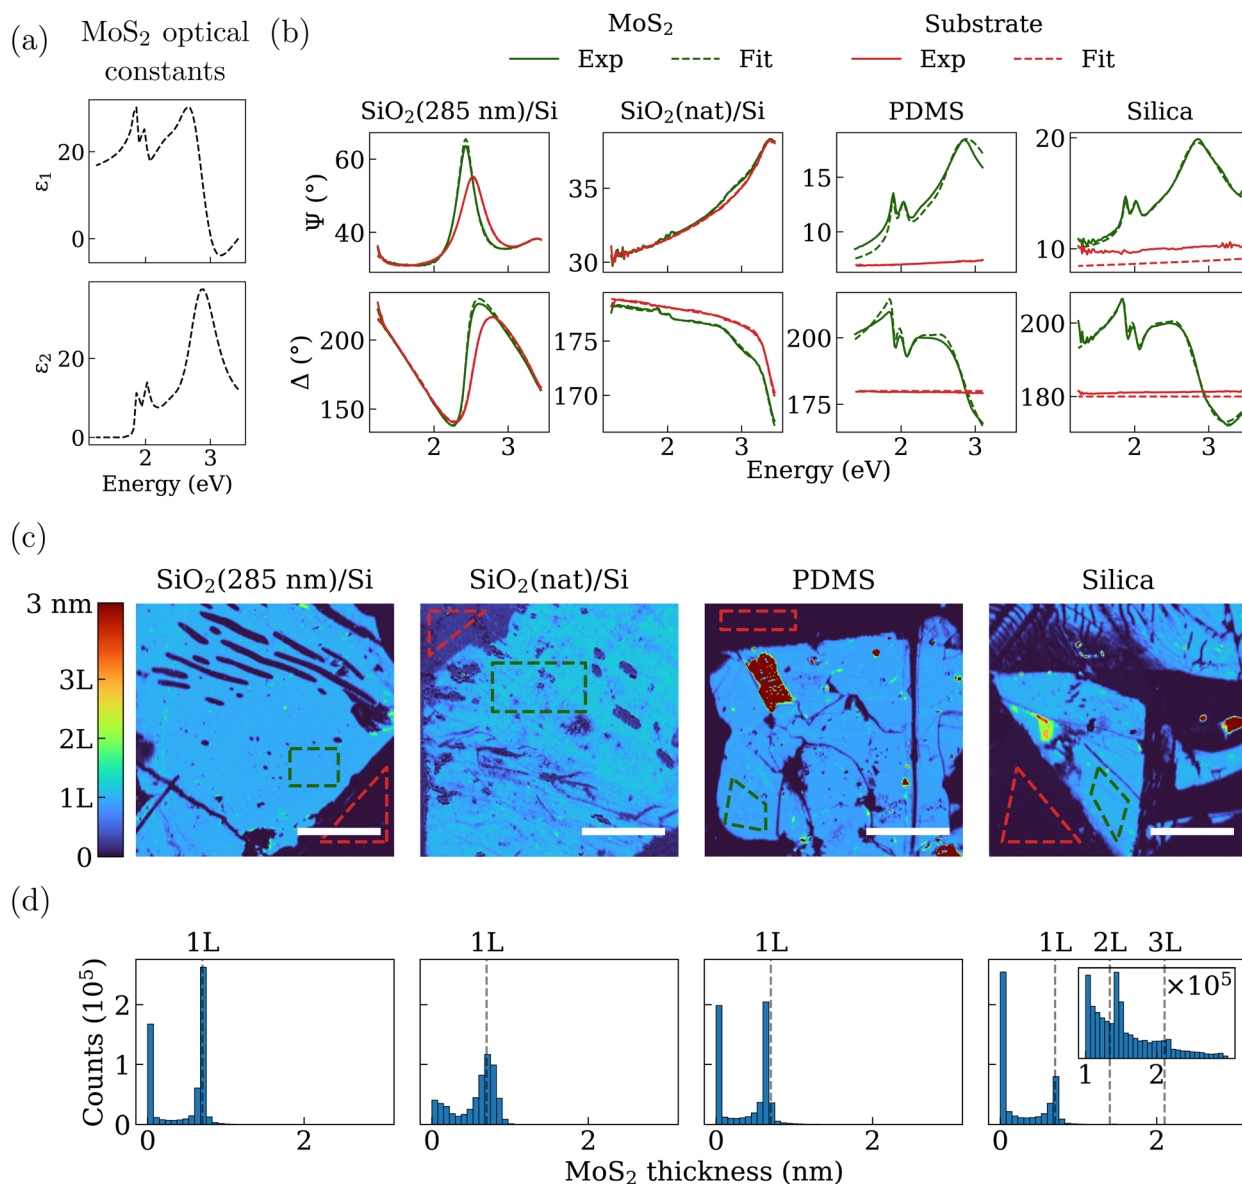 (a) MoS₂ optical constants
(b) MoS₂ Substrate
Exp Fit Exp Fit
SiO₂(285 nm)/Si SiO₂(nat)/Si PDMS Silica
ε₁
20
0
ε₂
20
0
2 3
Energy (eV)
Ψ (°)
60
40
35
30
15
10
20
10
Δ (°)
200
150
175
170
200
175
200
180
2 3 2 3 2 3 2 3
Energy (eV)
(c)
SiO₂(285 nm)/Si SiO₂(nat)/Si PDMS Silica
3 nm
3L
2L
1L
0
(d)
1L 1L 1L 1L 2L 3L
Counts (10⁵)
2
1
0
×10⁵
1 2
0 2 0 2 0 2 0 2
MoS₂ thickness (nm)